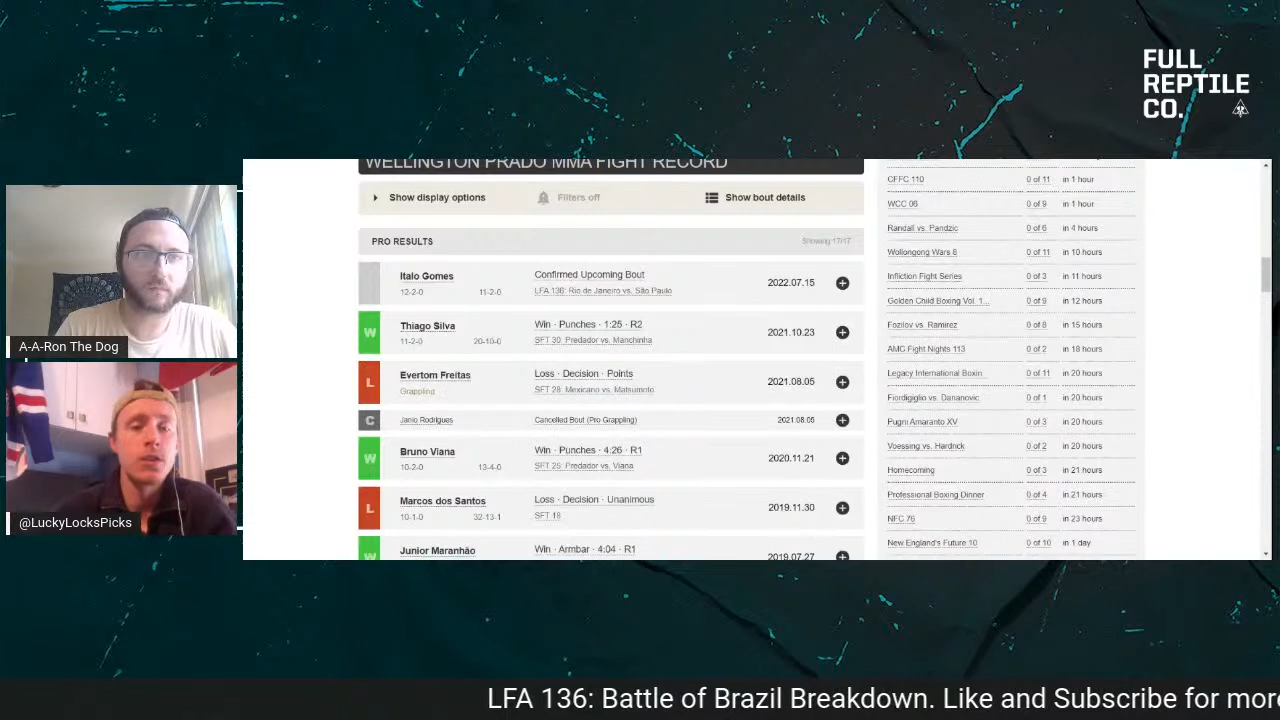 FULL
REPTILE
CO.
WELLINGTON PRADO MMA FIGHT RECORD
Show display options
Filters off
Show bout details
PRO RESULTS
Showing 17/17
Italo Gomes
Confirmed Upcoming Bout
2022.07.15
12-2-0
11-2-0
LFA 136: Rio de Janeiro vs. São Paulo
W
Thiago Silva
Win · Punches · 1:25 · R2
2021.10.23
11-2-0
20-10-0
SFT 30: Predador vs. Manchinha
L
Evertom Freitas
Loss · Decision · Points
2021.08.05
Grappling
SFT 28: Mexicano vs. Matsumoto
C
Janio Rodrigues
Cancelled Bout (Pro Grappling)
2021.08.05
W
Bruno Viana
Win · Punches · 4:26 · R1
2020.11.21
10-2-0
13-4-0
SFT 25: Predador vs. Viana
L
Marcos dos Santos
Loss · Decision · Unanimous
2019.11.30
10-1-0
32-13-1
SFT 18
W
Junior Maranhão
Win · Armbar · 4:04 · R1
2019.07.27
CFFC 110 0 of 11 in 1 hour
WCC 06 0 of 9 in 1 hour
Randall vs. Pandzic 0 of 6 in 4 hours
Wollongong Wars 8 0 of 11 in 10 hours
Infliction Fight Series 0 of 3 in 11 hours
Golden Child Boxing Vol. 1... 0 of 9 in 12 hours
Fozilov vs. Ramirez 0 of 8 in 15 hours
AMC Fight Nights 113 0 of 2 in 18 hours
Legacy International Boxin... 0 of 11 in 20 hours
Fiordigiglio vs. Dananovic 0 of 1 in 20 hours
Pugni Amaranto XV 0 of 3 in 20 hours
Voessing vs. Hardnck 0 of 2 in 20 hours
Homecoming 0 of 3 in 21 hours
Professional Boxing Dinner 0 of 4 in 21 hours
NFC 76 0 of 9 in 23 hours
New England's Future 10 0 of 10 in 1 day
A-A-Ron The Dog
@LuckyLocksPicks
LFA 136: Battle of Brazil Breakdown. Like and Subscribe for more